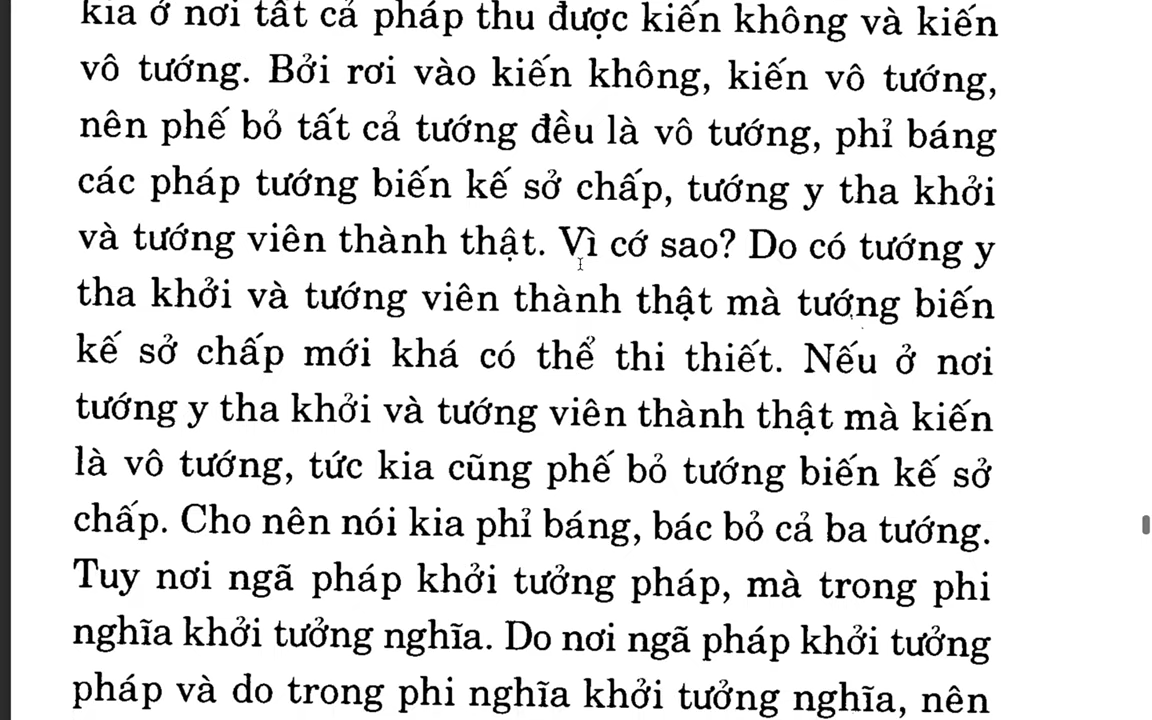 kia ở nơi tất cả pháp thu được kiến không và kiến
vô tướng. Bởi rơi vào kiến không, kiến vô tướng,
nên phế bỏ tất cả tướng đều là vô tướng, phỉ báng
các pháp tướng biến kế sở chấp, tướng y tha khởi
và tướng viên thành thật. Vì cớ sao? Do có tướng y
tha khởi và tướng viên thành thật mà tướng biến
kế sở chấp mới khá có thể thi thiết. Nếu ở nơi
tướng y tha khởi và tướng viên thành thật mà kiến
là vô tướng, tức kia cũng phế bỏ tướng biến kế sở
chấp. Cho nên nói kia phỉ báng, bác bỏ cả ba tướng.
Tuy nơi ngã pháp khởi tưởng pháp, mà trong phi
nghĩa khởi tưởng nghĩa. Do nơi ngã pháp khởi tưởng
pháp và do trong phi nghĩa khởi tưởng nghĩa, nên